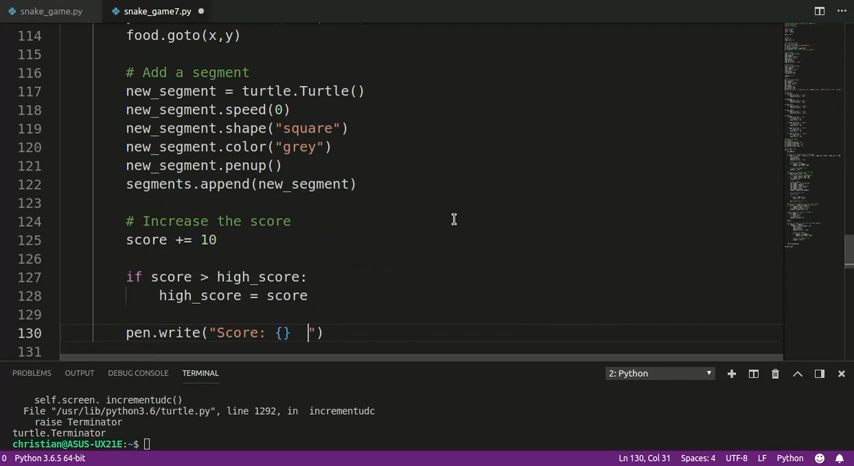 snake_game.py snake_game7.py
114 food.goto(x,y)
115
116 # Add a segment
117 new_segment = turtle.Turtle()
118 new_segment.speed(0)
119 new_segment.shape("square")
120 new_segment.color("grey")
121 new_segment.penup()
122 segments.append(new_segment)
123
124 # Increase the score
125 score += 10
126
127 if score > high_score:
128 high_score = score
129
130 pen.write("Score: {}  ")
131
PROBLEMS OUTPUT DEBUG CONSOLE TERMINAL 2: Python
self.screen. incrementudc()
File "/usr/lib/python3.6/turtle.py", line 1292, in incrementudc
raise Terminator
turtle.Terminator
christian@ASUS-UX21E:~$
0 Python 3.6.5 64-bit Ln 130, Col 31 Spaces: 4 UTF-8 LF Python